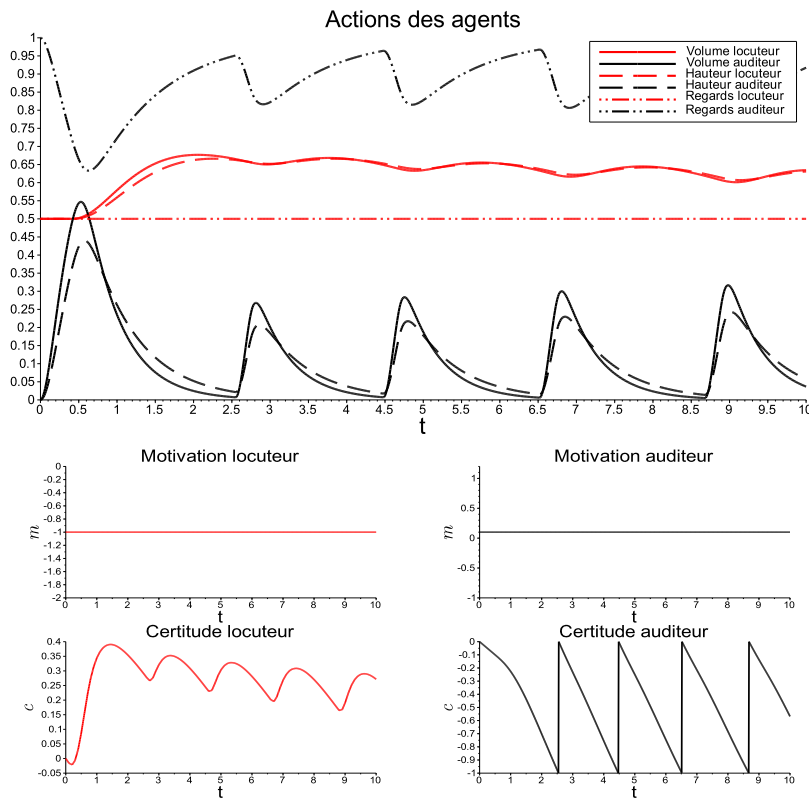 Actions des agents
Volume locuteur
Volume auditeur
Hauteur locuteur
Hauteur auditeur
Regards locuteur
Regards auditeur
1
0.95
0.9
0.85
0.8
0.75
0.7
0.65
0.6
0.55
0.5
0.45
0.4
0.35
0.3
0.25
0.2
0.15
0.1
0.05
0
0 0.5 1 1.5 2 2.5 3 3.5 4 4.5 5 5.5 6 6.5 7 7.5 8 8.5 9 9.5 10
t
Motivation locuteur
0
-0.2
-0.4
-0.6
-0.8
-1
-1.2
-1.4
-1.6
-1.8
-2
m
0 1 2 3 4 5 6 7 8 9 10
t
Motivation auditeur
1
0.5
0
-0.5
-1
m
0 1 2 3 4 5 6 7 8 9 10
t
Certitude locuteur
0.4
0.35
0.3
0.25
0.2
0.15
0.1
0.05
0
-0.05
c
0 1 2 3 4 5 6 7 8 9 10
t
Certitude auditeur
0
-0.1
-0.2
-0.3
-0.4
-0.5
-0.6
-0.7
-0.8
-0.9
-1
c
0 1 2 3 4 5 6 7 8 9 10
t